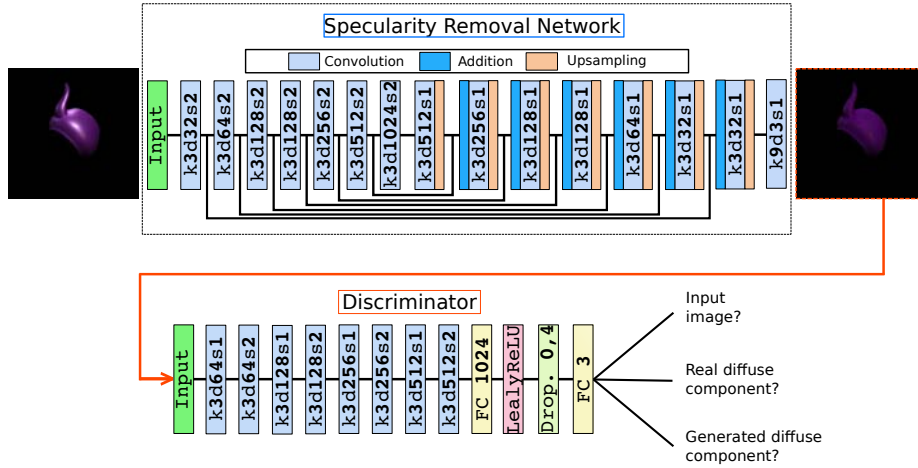 Specularity Removal Network
Convolution
Addition
Upsampling
Input
k3d32s2
k3d64s2
k3d128s2
k3d128s2
k3d256s2
k3d512s2
k3d1024s2
k3d512s1
k3d256s1
k3d128s1
k3d128s1
k3d64s1
k3d32s1
k3d32s1
k9d3s1
Discriminator
Input
k3d64s1
k3d64s2
k3d128s1
k3d128s2
k3d256s1
k3d256s2
k3d512s1
k3d512s2
FC 1024
LealyReLU
Drop. 0,4
FC 3
Input
image?
Real diffuse
component?
Generated diffuse
component?